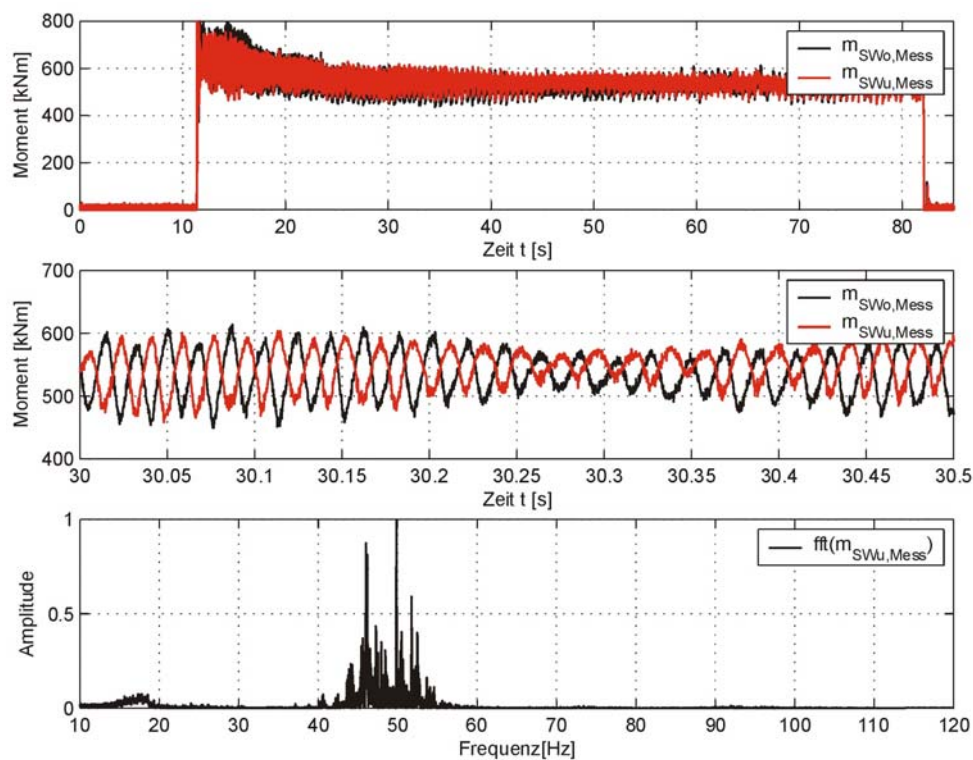 800
600
400
200
0
Moment [kNm]
m_SWo,Mess
m_SWu,Mess
0 10 20 30 40 50 60 70 80
Zeit t [s]
700
600
500
400
Moment [kNm]
m_SWo,Mess
m_SWu,Mess
30 30.05 30.1 30.15 30.2 30.25 30.3 30.35 30.4 30.45 30.5
Zeit t [s]
1
0.5
0
Amplitude
fft(m_SWu,Mess)
10 20 30 40 50 60 70 80 90 100 110 120
Frequenz[Hz]